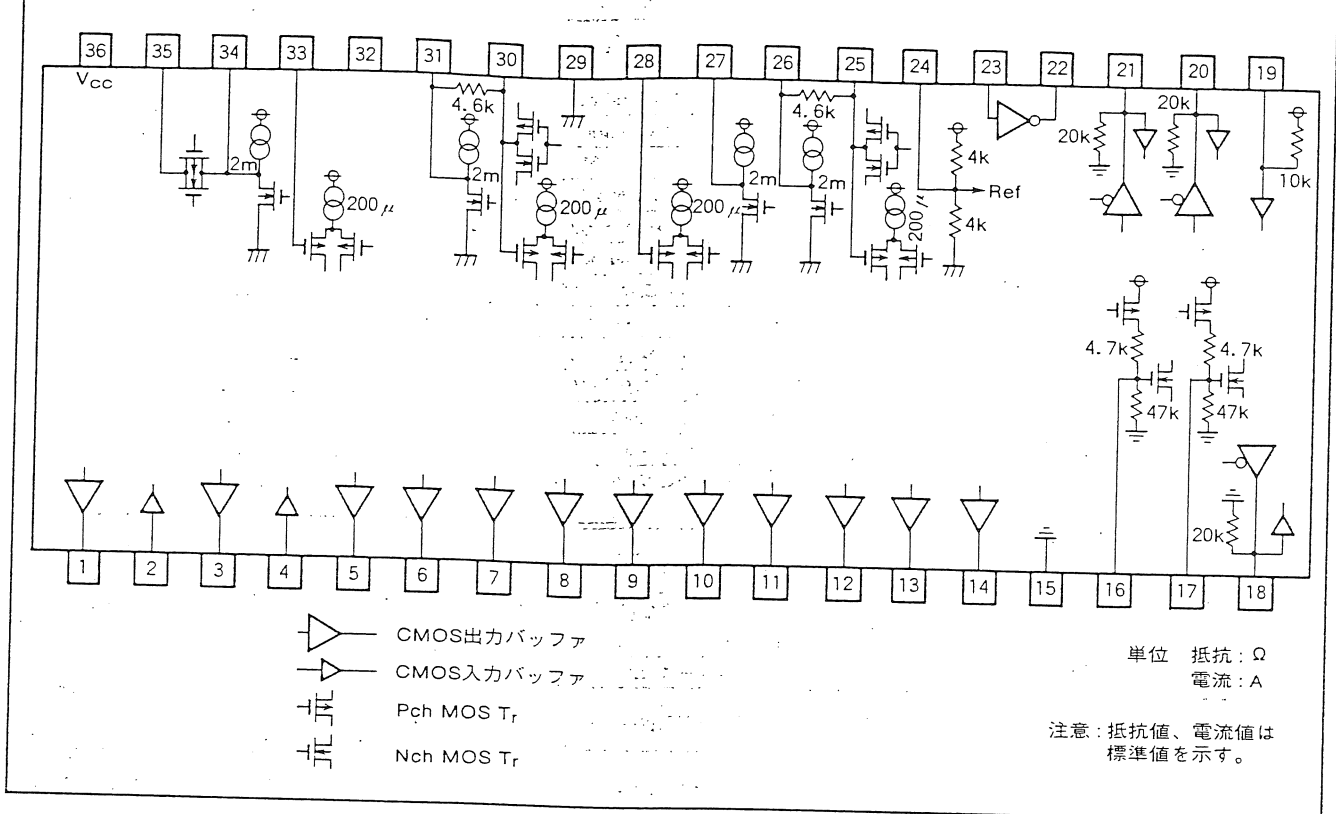 36 35 34 33 32 31 30 29 28 27 26 25 24 23 22 21 20 19
Vcc
4.6k
4.6k
20k
20k
10k
2m
2m
2m
2m
4k
Ref
4k
200μ
200μ
200μ
200μ
4.7k
4.7k
47k
47k
20k
1 2 3 4 5 6 7 8 9 10 11 12 13 14 15 16 17 18
CMOS出力バッファ
CMOS入力バッファ
Pch MOS Tr
Nch MOS Tr
単位 抵抗：Ω
電流：A
注意：抵抗値、電流値は
標準値を示す。